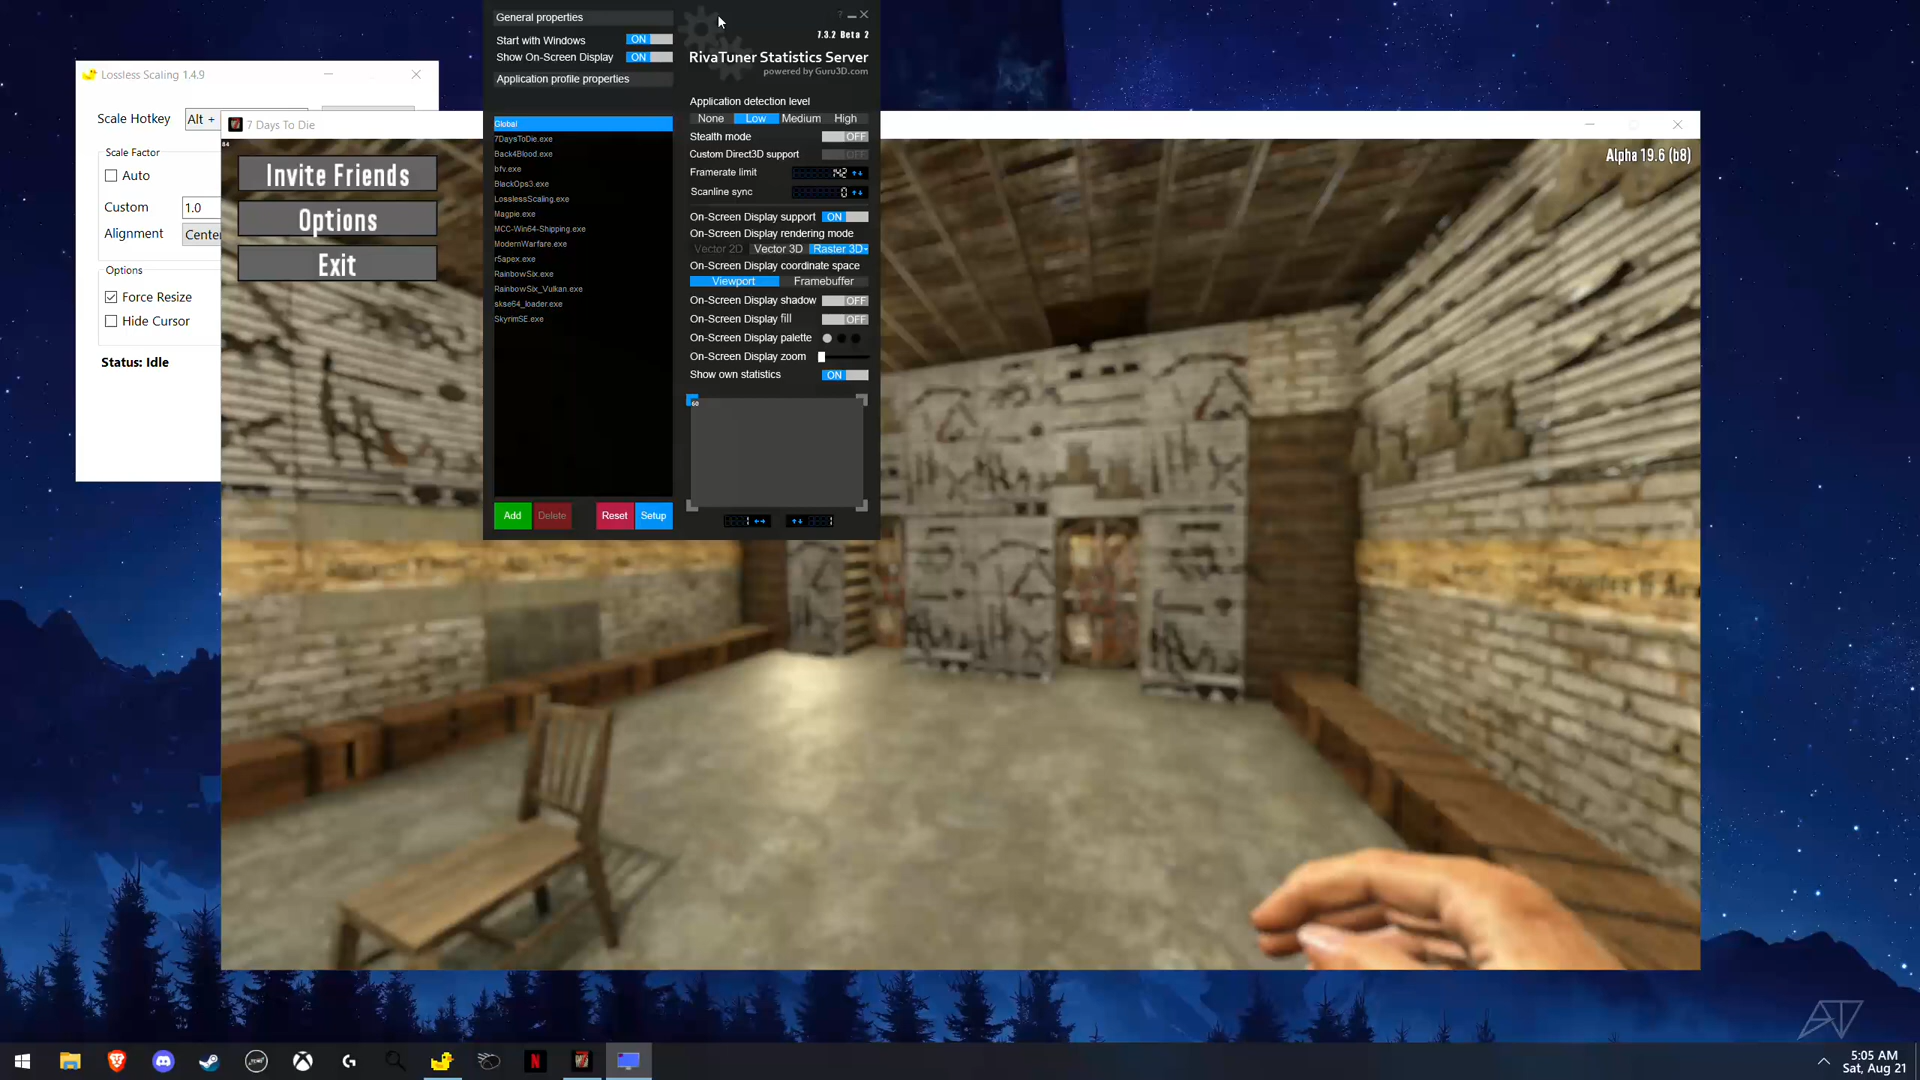 Lossless Scaling 1.4.9
Scale Hotkey
Alt +
Scale Factor
Auto
Custom
1.0
Alignment
Center
Options
Force Resize
Hide Cursor
Status: Idle
7 Days To Die
84
Invite Friends
Options
Exit
Alpha 19.6 (b8)
General properties
Start with Windows
ON
Show On-Screen Display
ON
Application profile properties
Global
7DaysToDie.exe
Back4Blood.exe
bfv.exe
BlackOps3.exe
LosslessScaling.exe
Magpie.exe
MCC-Win64-Shipping.exe
ModernWarfare.exe
r5apex.exe
RainbowSix.exe
RainbowSix_Vulkan.exe
skse64_loader.exe
SkyrimSE.exe
Add
Delete
Reset
Setup
?
7.3.2 Beta 2
RivaTuner Statistics Server
powered by Guru3D.com
Application detection level
None Low Medium High
Stealth mode
OFF
Custom Direct3D support
OFF
Framerate limit
142
Scanline sync
0
On-Screen Display support
ON
On-Screen Display rendering mode
Vector 2D Vector 3D Raster 3D
On-Screen Display coordinate space
Viewport Framebuffer
On-Screen Display shadow
OFF
On-Screen Display fill
OFF
On-Screen Display palette
On-Screen Display zoom
Show own statistics
ON
60
1
1
5:05 AM
Sat, Aug 21